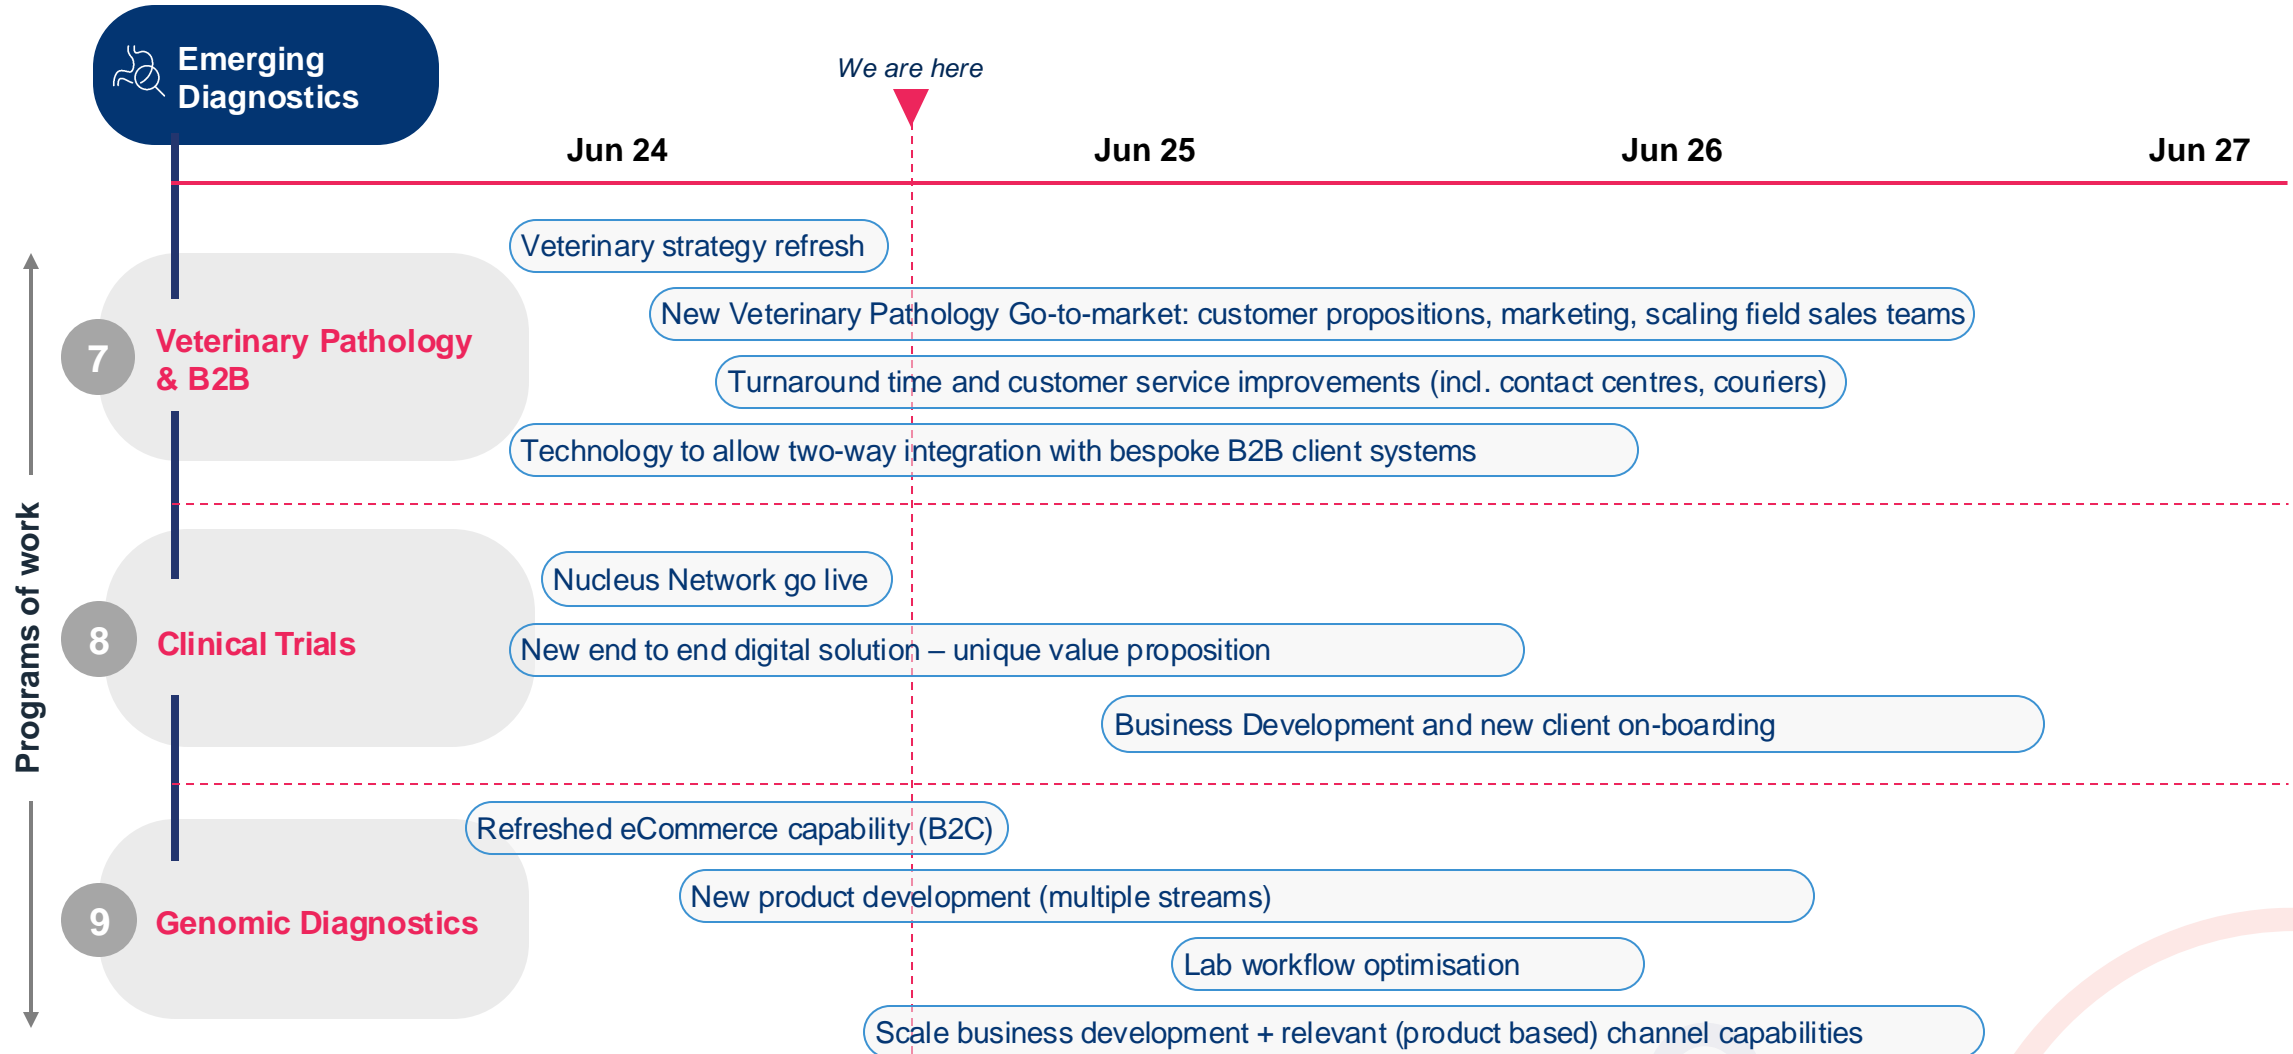 Emerging
Diagnostics
We are here
Jun 24
Jun 25
Jun 26
Jun 27
Programs of work
7
Veterinary Pathology
& B2B
Veterinary strategy refresh
New Veterinary Pathology Go-to-market: customer propositions, marketing, scaling field sales teams
Turnaround time and customer service improvements (incl. contact centres, couriers)
Technology to allow two-way integration with bespoke B2B client systems
8
Clinical Trials
Nucleus Network go live
New end to end digital solution – unique value proposition
Business Development and new client on-boarding
9
Genomic Diagnostics
Refreshed eCommerce capability (B2C)
New product development (multiple streams)
Lab workflow optimisation
Scale business development + relevant (product based) channel capabilities